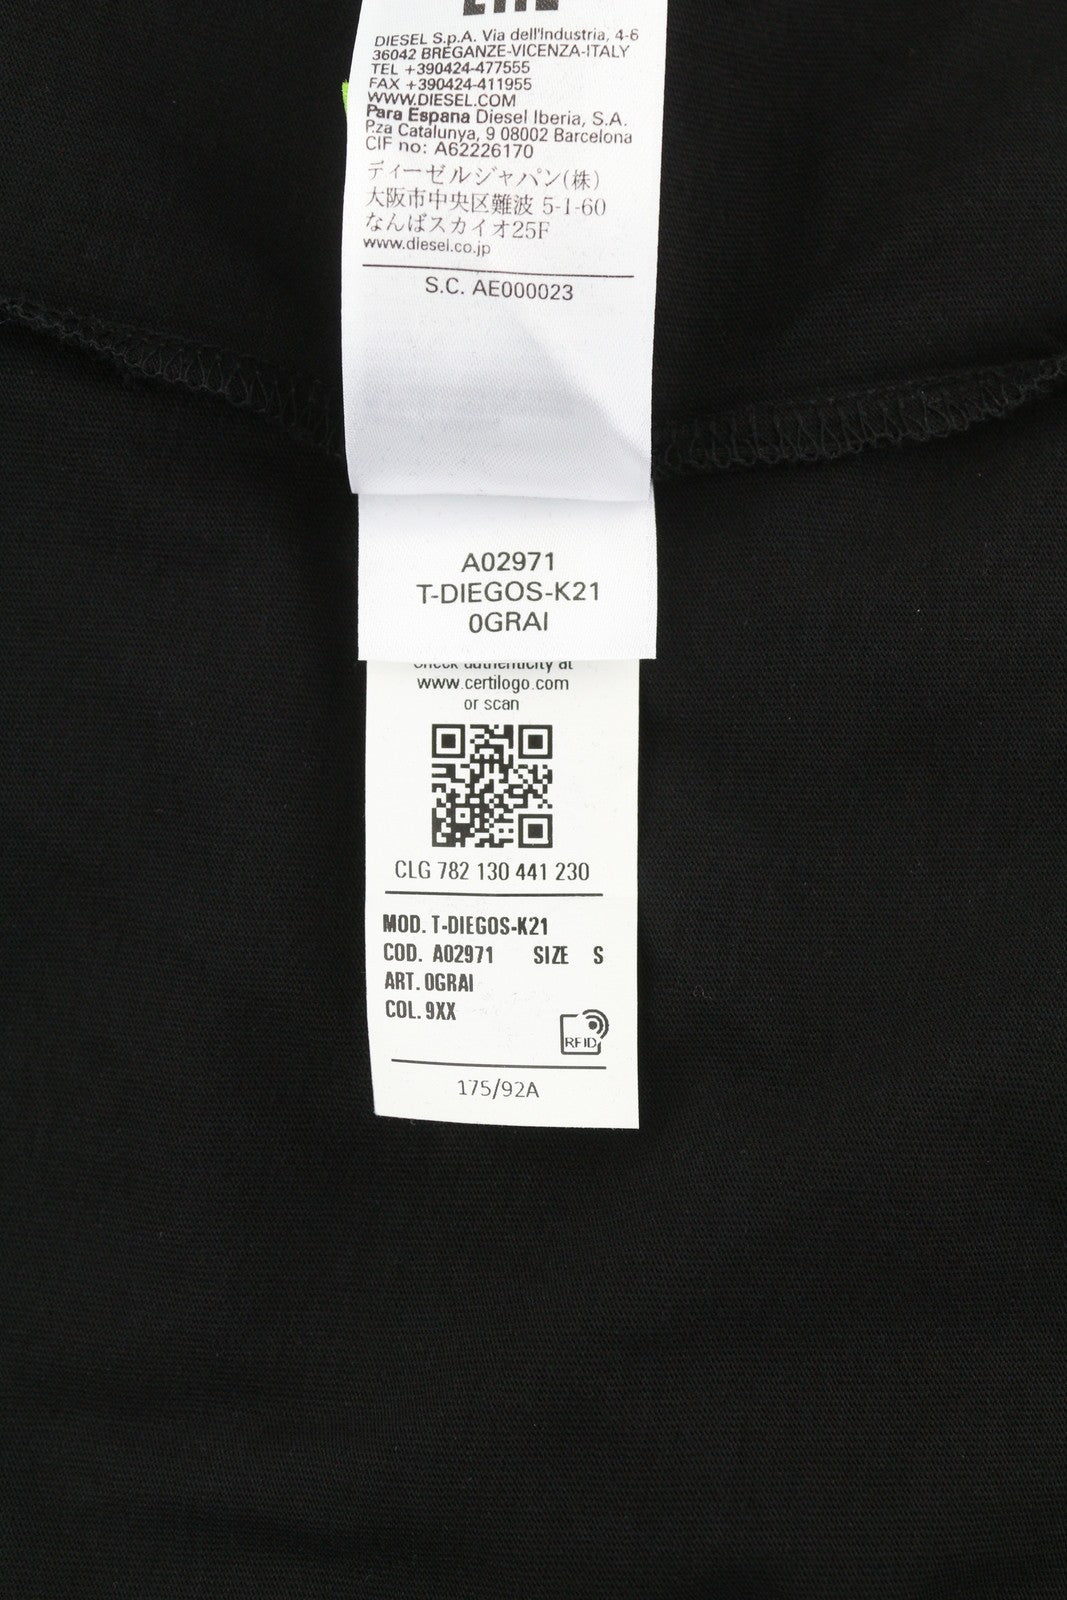 DIESEL S.p.A. Via dell'Industria, 4-6
36042 BREGANZE-VICENZA-ITALY
TEL +390424-477555
FAX +390424-411955
WWW.DIESEL.COM
Para Espana Diesel Iberia, S.A.
P.za Catalunya, 9 08002 Barcelona
CIF no: A62226170
ディーゼルジャパン(株)
大阪市中央区難波 5-1-60
なんばスカイオ25F
www.diesel.co.jp
S.C. AE000023
A02971
T-DIEGOS-K21
0GRAI
Check authenticity at
www.certilogo.com
or scan
CLG 782 130 441 230
MOD. T-DIEGOS-K21
COD. A02971 SIZE S
ART. 0GRAI
COL. 9XX
RFID
175/92A